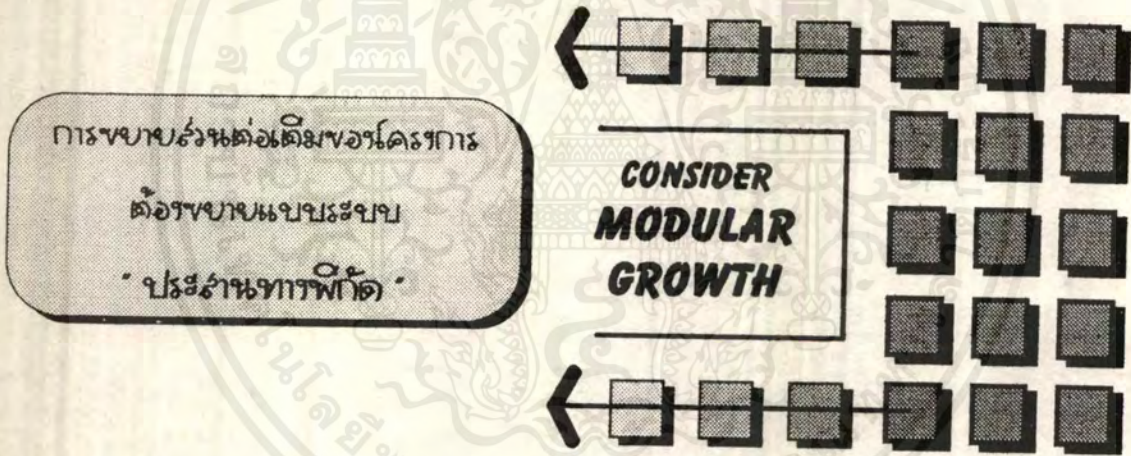 การขยายส่วนต่อเติมของโครงการ
ต้องขยายแบบระบบ
"ประสานทางพิกัด"
CONSIDER
MODULAR
GROWTH